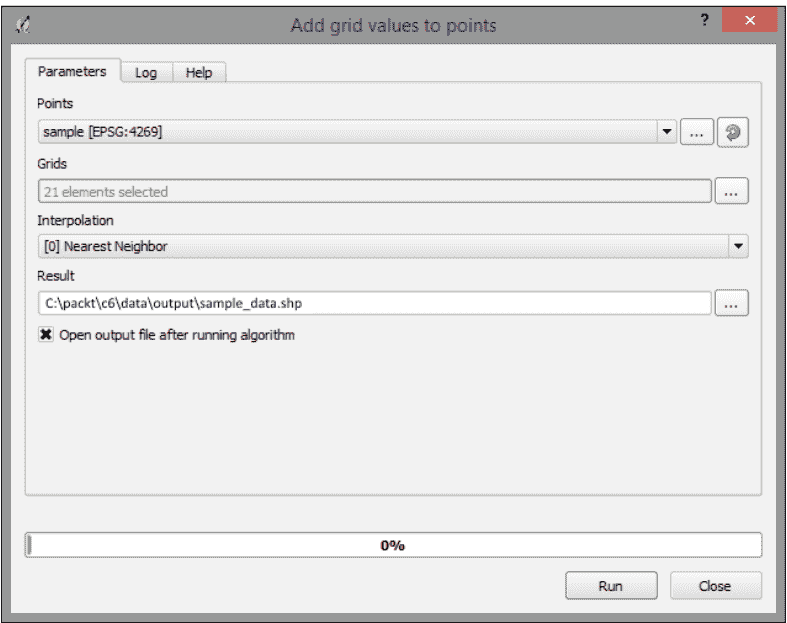 Add grid values to points
?
Parameters Log Help
Points
sample [EPSG:4269]
...
Grids
21 elements selected
...
Interpolation
[0] Nearest Neighbor
Result
C:\packt\c6\data\output\sample_data.shp
...
Open output file after running algorithm
0%
Run Close